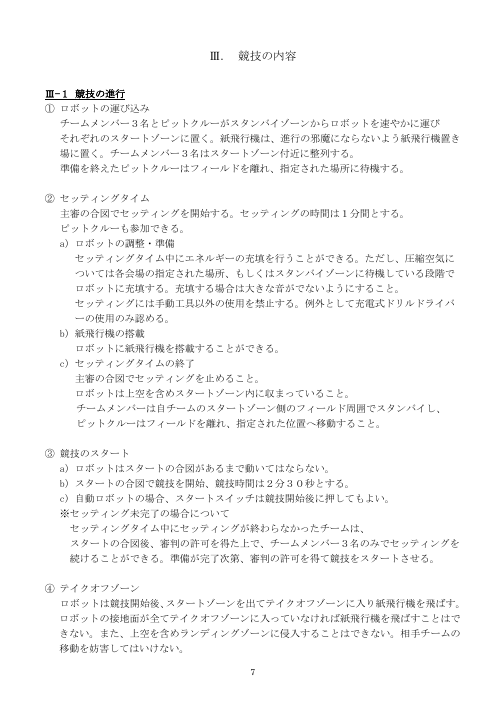 Ⅲ． 競技の内容
Ⅲ-１ 競技の進行
① ロボットの運び込み
チームメンバー３名とピットクルーがスタンバイゾーンからロボットを速やかに運び
それぞれのスタートゾーンに置く。紙飛行機は、進行の邪魔にならないよう紙飛行機置き
場に置く。チームメンバー３名はスタートゾーン付近に整列する。
準備を終えたピットクルーはフィールドを離れ、指定された場所に待機する。
② セッティングタイム
主審の合図でセッティングを開始する。セッティングの時間は１分間とする。
ピットクルーも参加できる。
a）ロボットの調整・準備
セッティングタイム中にエネルギーの充填を行うことができる。ただし、圧縮空気に
ついては各会場の指定された場所、もしくはスタンバイゾーンに待機している段階で
ロボットに充填する。充填する場合は大きな音がでないようにすること。
セッティングには手動工具以外の使用を禁止する。例外として充電式ドリルドライバ
ーの使用のみ認める。
b）紙飛行機の搭載
ロボットに紙飛行機を搭載することができる。
c）セッティングタイムの終了
主審の合図でセッティングを止めること。
ロボットは上空を含めスタートゾーン内に収まっていること。
チームメンバーは自チームのスタートゾーン側のフィールド周囲でスタンバイし、
ピットクルーはフィールドを離れ、指定された位置へ移動すること。
③ 競技のスタート
a）ロボットはスタートの合図があるまで動いてはならない。
b）スタートの合図で競技を開始、競技時間は２分３０秒とする。
c）自動ロボットの場合、スタートスイッチは競技開始後に押してもよい。
※セッティング未完了の場合について
セッティングタイム中にセッティングが終わらなかったチームは、
スタートの合図後、審判の許可を得た上で、チームメンバー３名のみでセッティングを
続けることができる。準備が完了次第、審判の許可を得て競技をスタートさせる。
④ テイクオフゾーン
ロボットは競技開始後、スタートゾーンを出てテイクオフゾーンに入り紙飛行機を飛ばす。
ロボットの接地面が全てテイクオフゾーンに入っていなければ紙飛行機を飛ばすことはで
きない。また、上空を含めランディングゾーンに侵入することはできない。相手チームの
移動を妨害してはいけない。
7